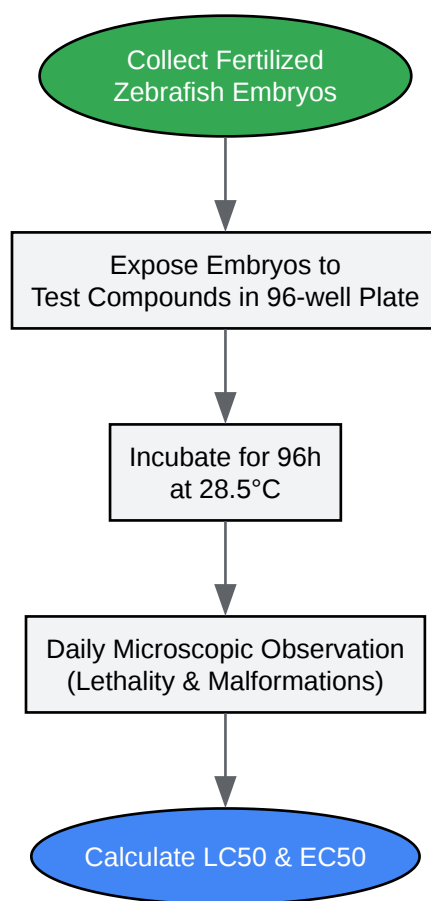 Collect Fertilized
Zebrafish Embryos
Expose Embryos to
Test Compounds in 96-well Plate
Incubate for 96h
at 28.5°C
Daily Microscopic Observation
(Lethality & Malformations)
Calculate LC50 & EC50